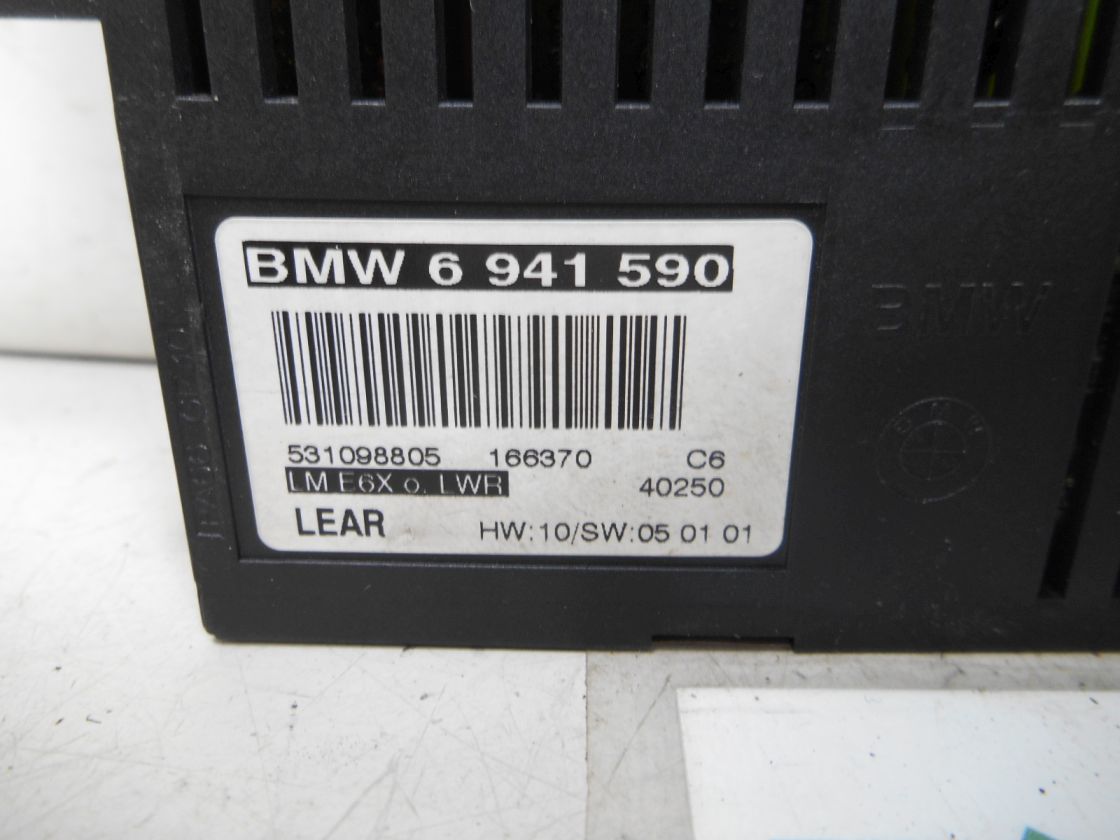 BMW 6 941 590
531098805 166370 C6
LM E6X o. LWR 40250
LEAR HW:10/SW:05 01 01
BMW
BMW